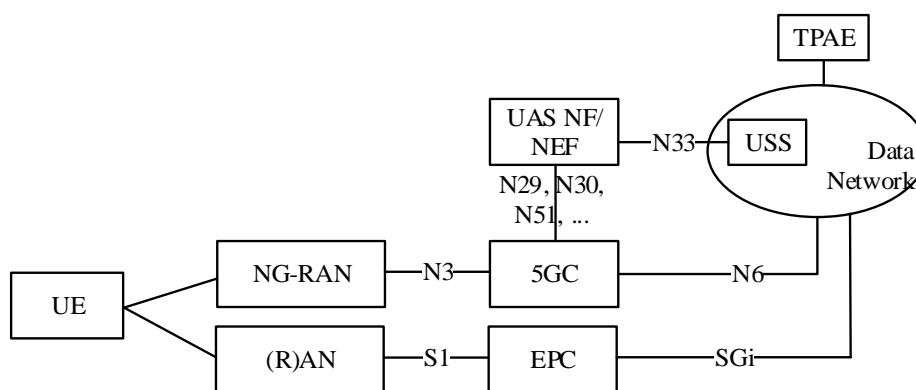 TPAE
UAS NF/
NEF
N33
USS
Data
Network
N29, N30,
N51, ...
NG-RAN
N3
5GC
N6
UE
(R)AN
S1
EPC
SGi